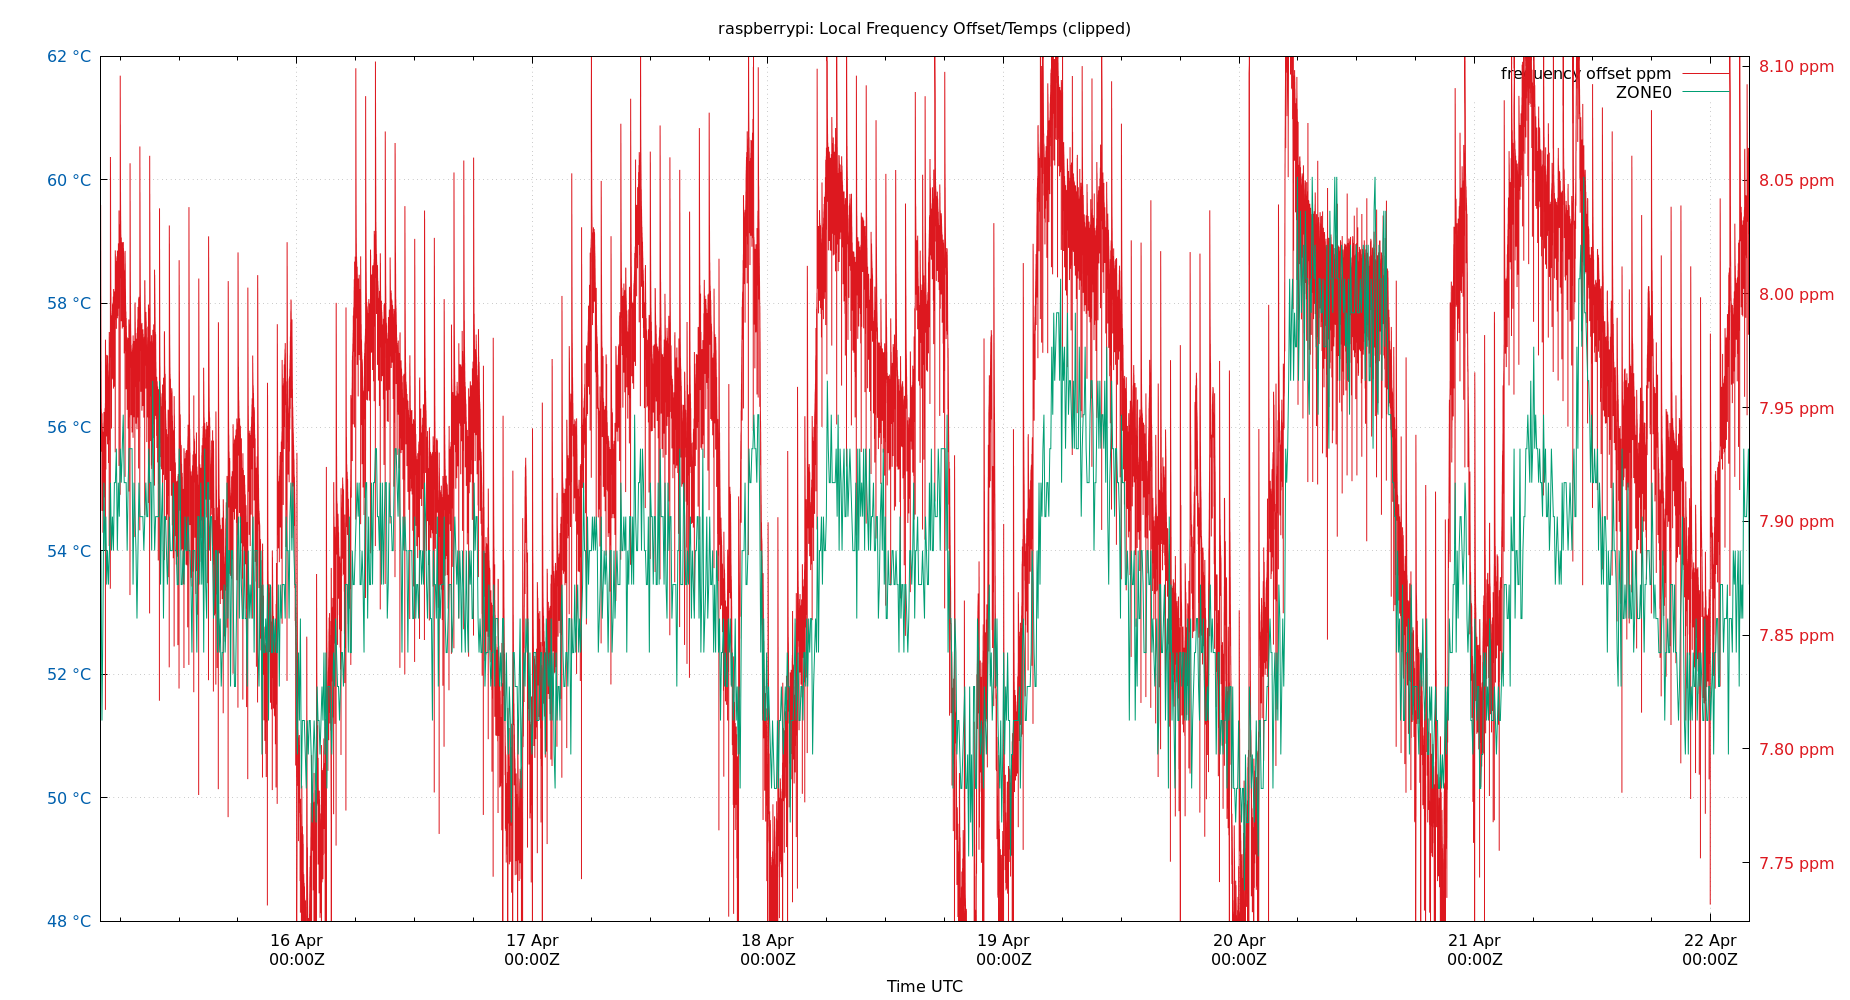 raspberrypi: Local Frequency Offset/Temps (clipped)
62 °C
60 °C
58 °C
56 °C
54 °C
52 °C
50 °C
48 °C
frequency offset ppm
ZONE0
8.10 ppm
8.05 ppm
8.00 ppm
7.95 ppm
7.90 ppm
7.85 ppm
7.80 ppm
7.75 ppm
16 Apr
00:00Z
17 Apr
00:00Z
18 Apr
00:00Z
19 Apr
00:00Z
20 Apr
00:00Z
21 Apr
00:00Z
22 Apr
00:00Z
Time UTC